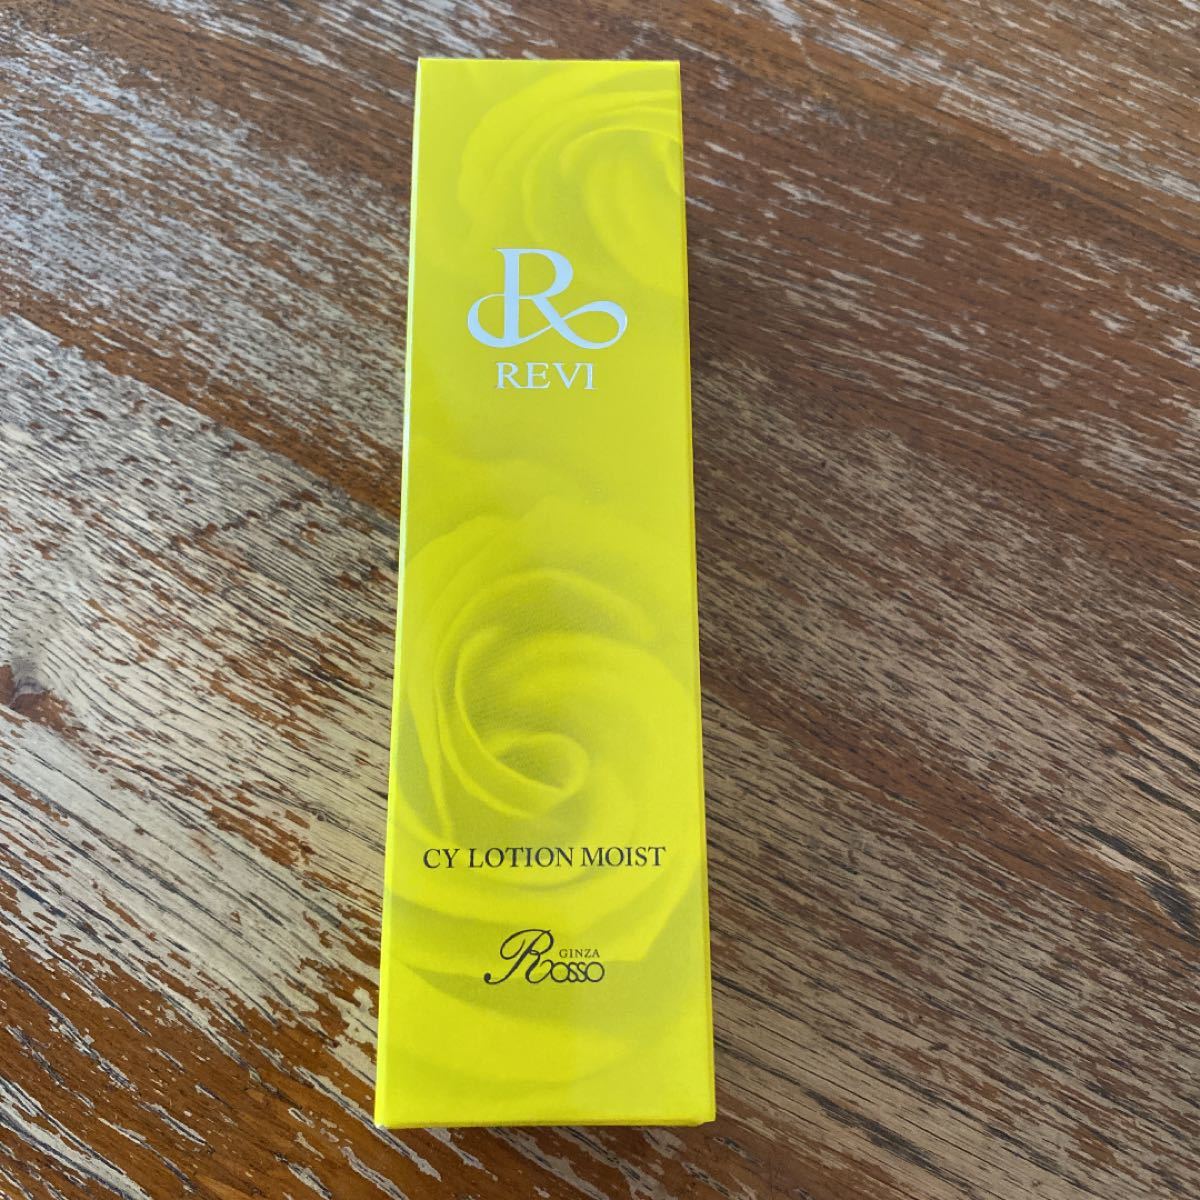 R
REVI
CY LOTION MOIST
GINZA
Rosso